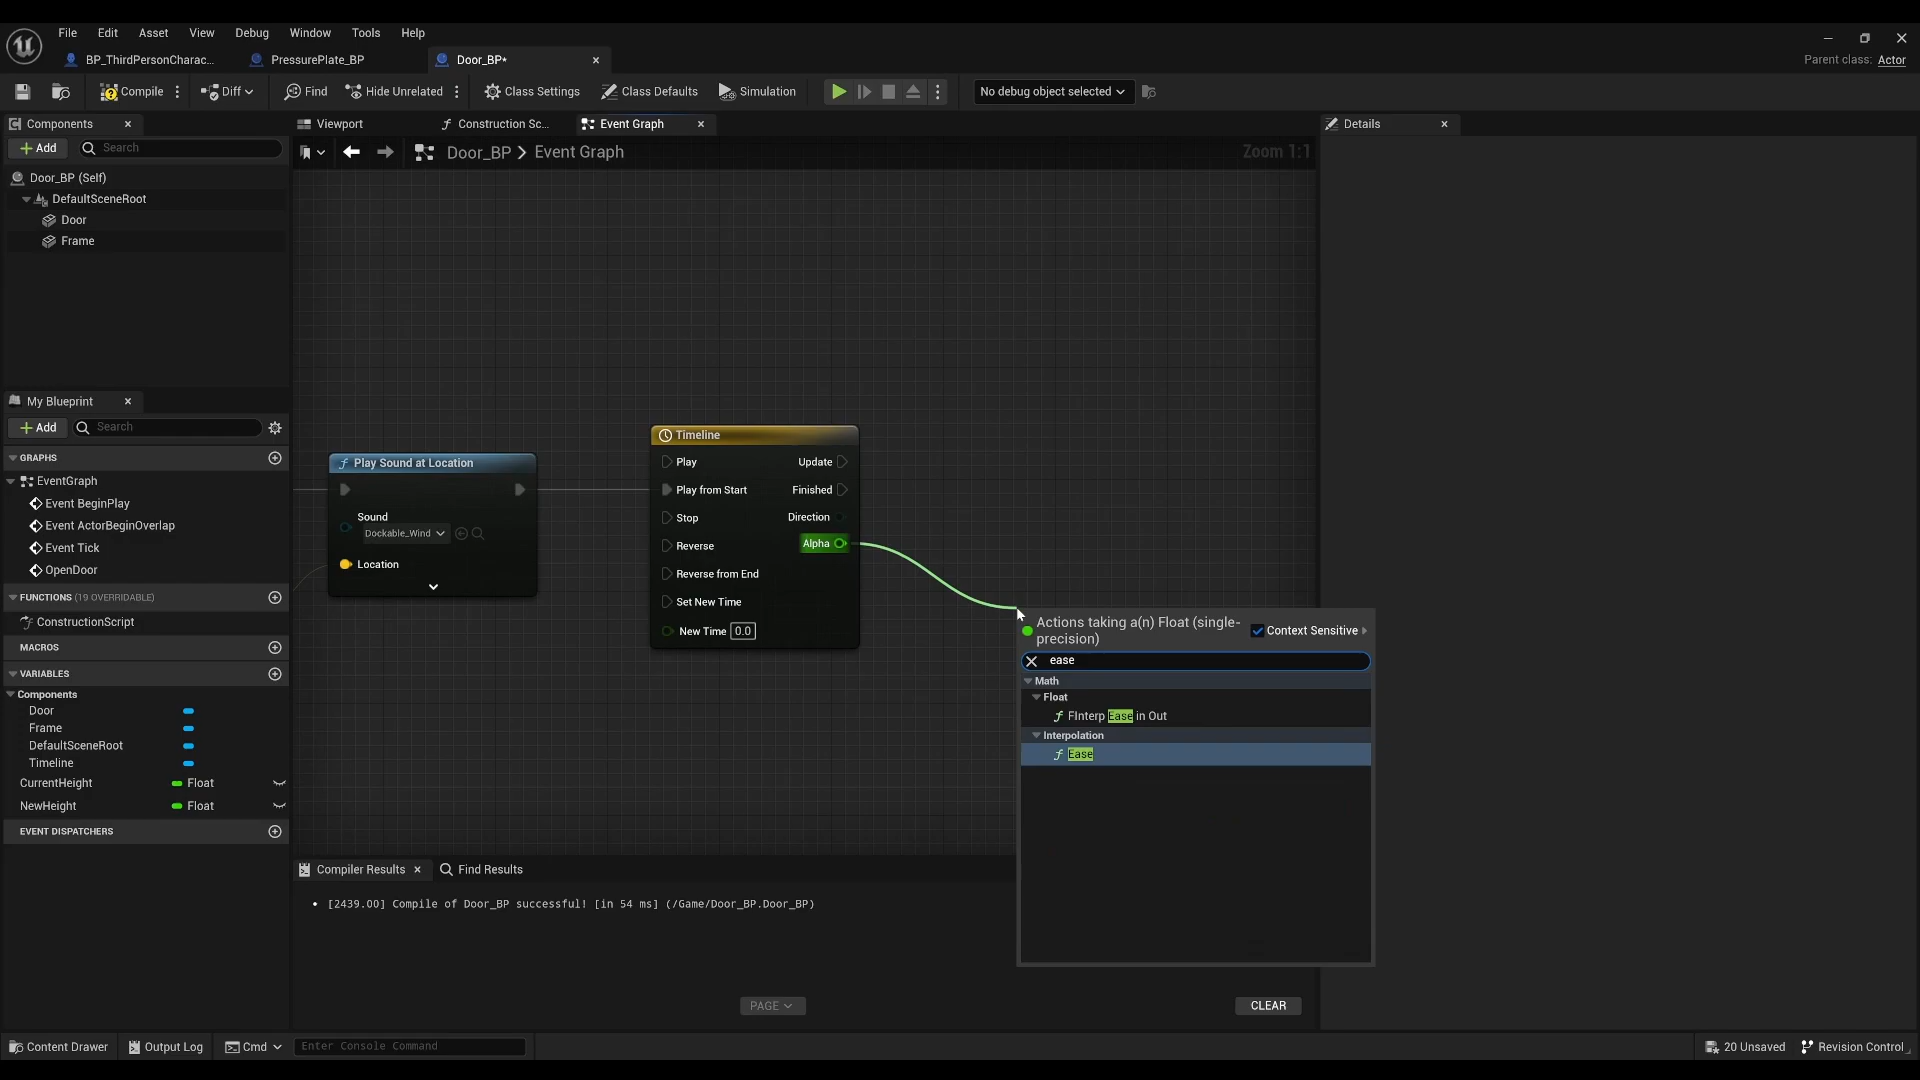 File Edit Asset View Debug Window Tools Help
BP_ThirdPersonCharac... PressurePlate_BP Door_BP* Parent class: Actor
Compile Diff Find Hide Unrelated Class Settings Class Defaults Simulation No debug object selected
Components Viewport Construction Sc... Event Graph Details
Add Search Door_BP > Event Graph Zoom 1:1
Door_BP (Self)
DefaultSceneRoot
Door
Frame
My Blueprint
Add Search
GRAPHS
EventGraph
Event BeginPlay
Event ActorBeginOverlap
Event Tick
OpenDoor
FUNCTIONS (19 OVERRIDABLE)
ConstructionScript
MACROS
VARIABLES
Components
Door
Frame
DefaultSceneRoot
Timeline
CurrentHeight Float
NewHeight Float
EVENT DISPATCHERS
Play Sound at Location
Sound
Dockable_Wind
Location
Timeline
Play Update
Play from Start Finished
Stop Direction
Reverse Alpha
Reverse from End
Set New Time
New Time 0.0
Actions taking a(n) Float (single-
precision)
Context Sensitive
ease
Math
Float
FInterp Ease in Out
Interpolation
Ease
Compiler Results Find Results
[2439.00] Compile of Door_BP successful! [in 54 ms] (/Game/Door_BP.Door_BP)
PAGE CLEAR
Content Drawer Output Log Cmd Enter Console Command 20 Unsaved Revision Control